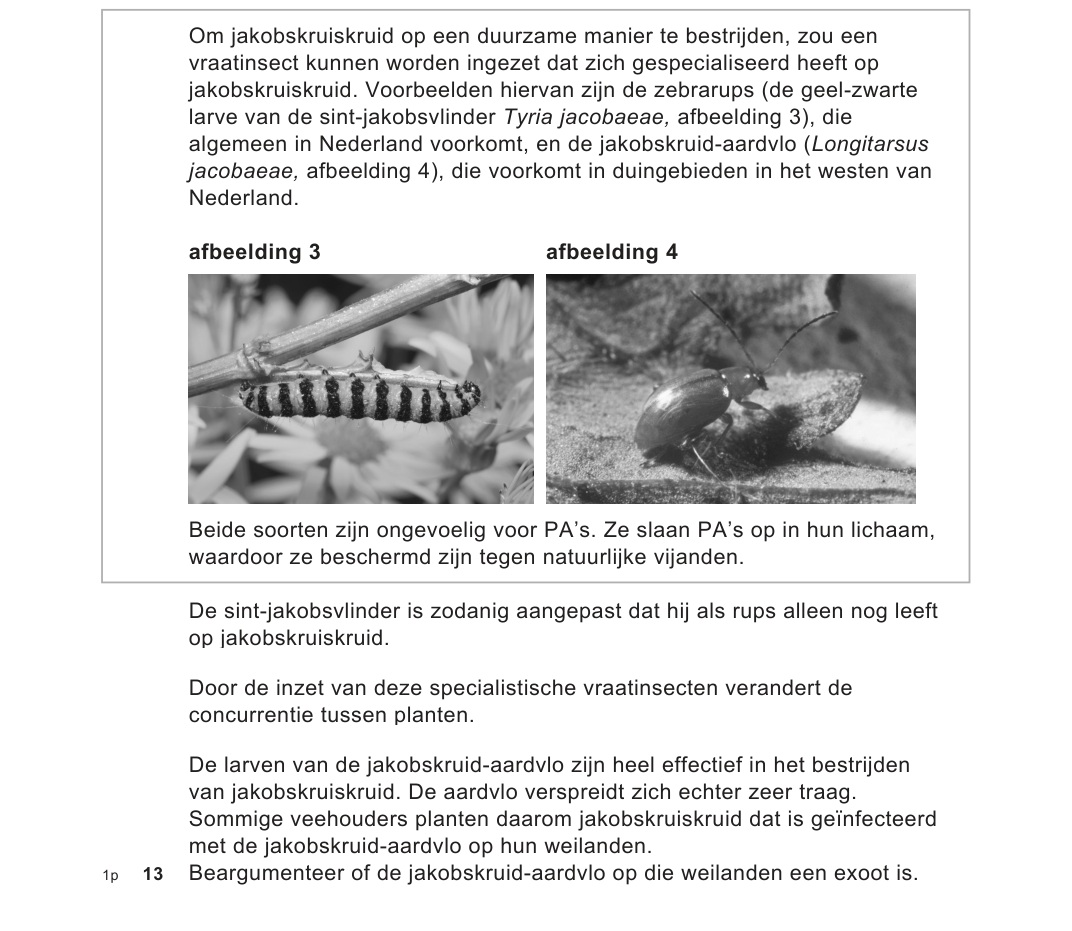 Om jakobskruiskruid op een duurzame manier te bestrijden, zou een
vraatinsect kunnen worden ingezet dat zich gespecialiseerd heeft op
jakobskruiskruid. Voorbeelden hiervan zijn de zebrarups (de geel-zwarte
larve van de sint-jakobsvlinder Tyria jacobaeae, afbeelding 3), die
algemeen in Nederland voorkomt, en de jakobskruid-aardvlo (Longitarsus
jacobaeae, afbeelding 4), die voorkomt in duingebieden in het westen van
Nederland.
afbeelding 3
afbeelding 4
Beide soorten zijn ongevoelig voor PA's. Ze slaan PA's op in hun lichaam,
waardoor ze beschermd zijn tegen natuurlijke vijanden.
De sint-jakobsvlinder is zodanig aangepast dat hij als rups alleen nog leeft
op jakobskruiskruid.
Door de inzet van deze specialistische vraatinsecten verandert de
concurrentie tussen planten.
De larven van de jakobskruid-aardvlo zijn heel effectief in het bestrijden
van jakobskruiskruid. De aardvlo verspreidt zich echter zeer traag.
Sommige veehouders planten daarom jakobskruiskruid dat is geïnfecteerd
met de jakobskruid-aardvlo op hun weilanden.
1p 13 Beargumenteer of de jakobskruid-aardvlo op die weilanden een exoot is.